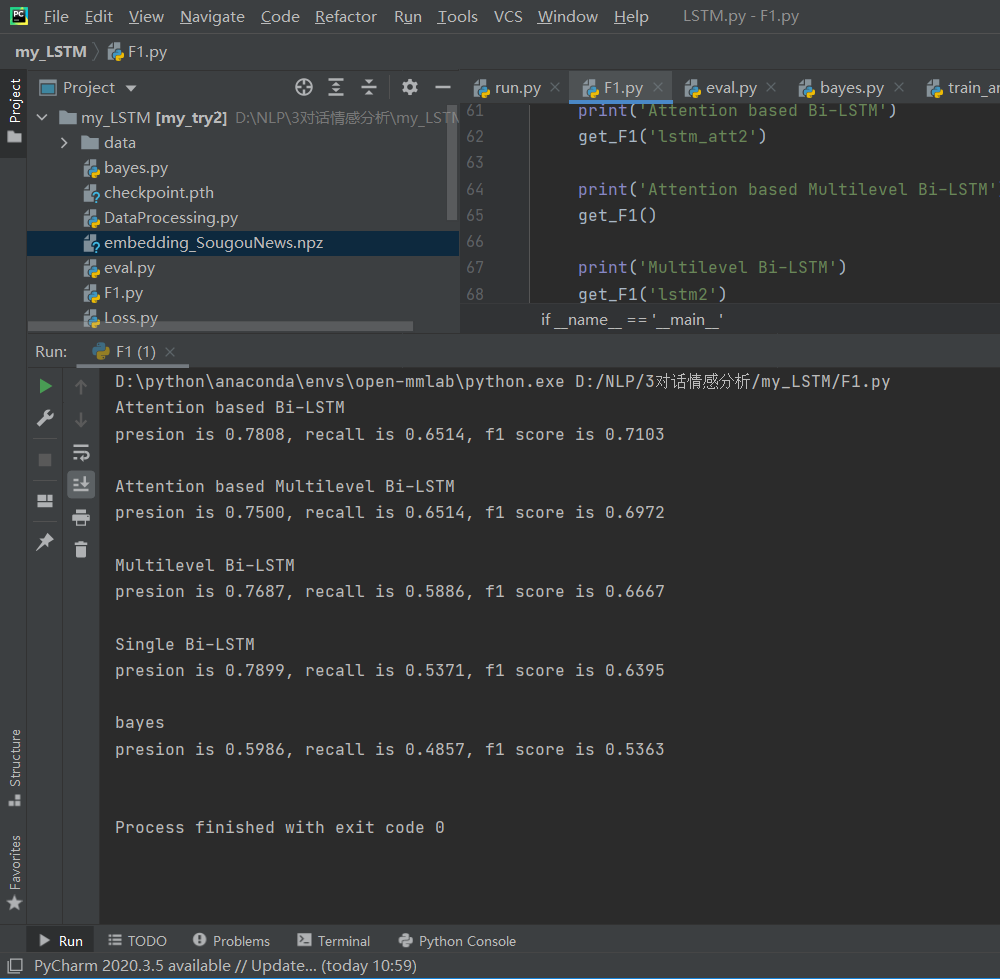 PC File Edit View Navigate Code Refactor Run Tools VCS Window Help LSTM.py - F1.py
my_LSTM F1.py
Project
Project
run.py F1.py eval.py bayes.py
my_LSTM [my_try2] D:\NLP\3对话情感分析\my_LSTM
data
bayes.py
checkpoint.pth
DataProcessing.py
embedding_SougouNews.npz
eval.py
F1.py
Loss.py
61 print('Attention based Bi-LSTM')
62 get_F1('lstm_att2')
63
64 print('Attention based Multilevel Bi-LSTM'
65 get_F1()
66
67 print('Multilevel Bi-LSTM')
68 get_F1('lstm2')
if __name__ == '__main__'
Run: F1 (1)
D:\python\anaconda\envs\open-mmlab\python.exe D:/NLP/3对话情感分析/my_LSTM/F1.py
Attention based Bi-LSTM
presion is 0.7808, recall is 0.6514, f1 score is 0.7103
Attention based Multilevel Bi-LSTM
presion is 0.7500, recall is 0.6514, f1 score is 0.6972
Multilevel Bi-LSTM
presion is 0.7687, recall is 0.5886, f1 score is 0.6667
Single Bi-LSTM
presion is 0.7899, recall is 0.5371, f1 score is 0.6395
bayes
presion is 0.5986, recall is 0.4857, f1 score is 0.5363
Process finished with exit code 0
Structure
Favorites
Run TODO Problems Terminal Python Console
PyCharm 2020.3.5 available // Update... (today 10:59)